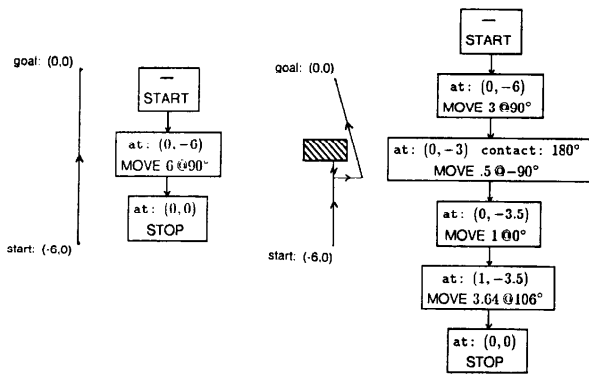 goal: (0,0)
start: (-6,0)
—
START
at: (0,−6)
MOVE 6 @90°
at: (0,0)
STOP
goal: (0,0)
start: (-6,0)
—
START
at: (0,−6)
MOVE 3 @90°
at: (0,−3) contact: 180°
MOVE .5 @−90°
at: (0,−3.5)
MOVE 1 @0°
at: (1,−3.5)
MOVE 3.64 @106°
at: (0,0)
STOP